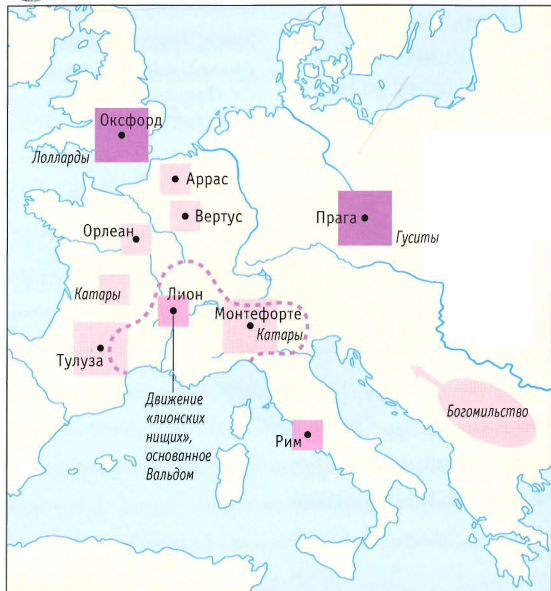 Оксфорд
Лолларды
Аррас
Вертус
Орлеан
Прага
Гуситы
Катары
Лион
Монтефорте
Катары
Тулуза
Движение
«лионских
нищих»,
основанное
Вальдом
Рим
Богомильство